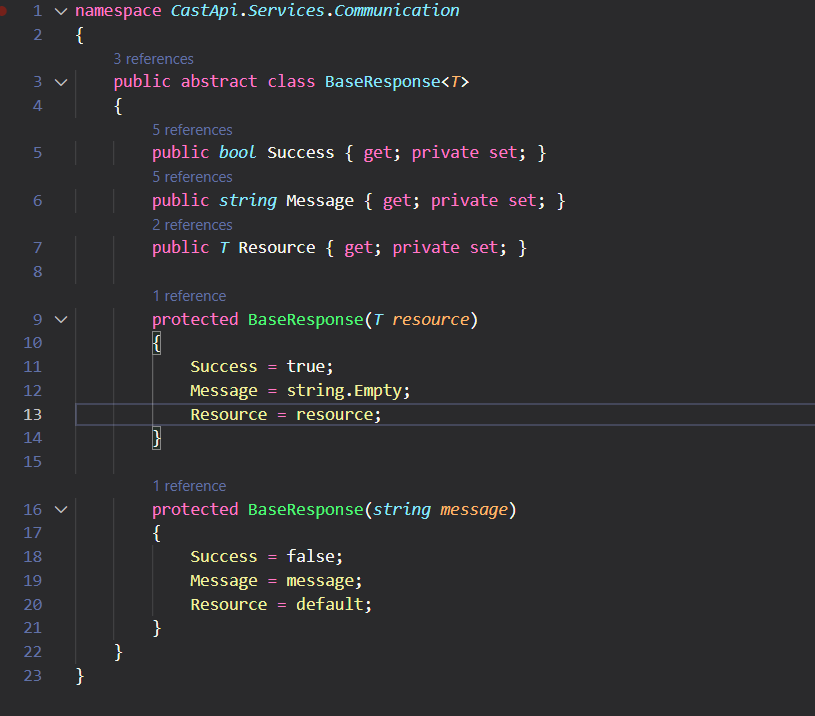 1 namespace CastApi.Services.Communication
2 {
3 references
3 public abstract class BaseResponse<T>
4 {
5 references
5 public bool Success { get; private set; }
5 references
6 public string Message { get; private set; }
2 references
7 public T Resource { get; private set; }
8
1 reference
9 protected BaseResponse(T resource)
10 {
11 Success = true;
12 Message = string.Empty;
13 Resource = resource;
14 }
15
1 reference
16 protected BaseResponse(string message)
17 {
18 Success = false;
19 Message = message;
20 Resource = default;
21 }
22 }
23 }